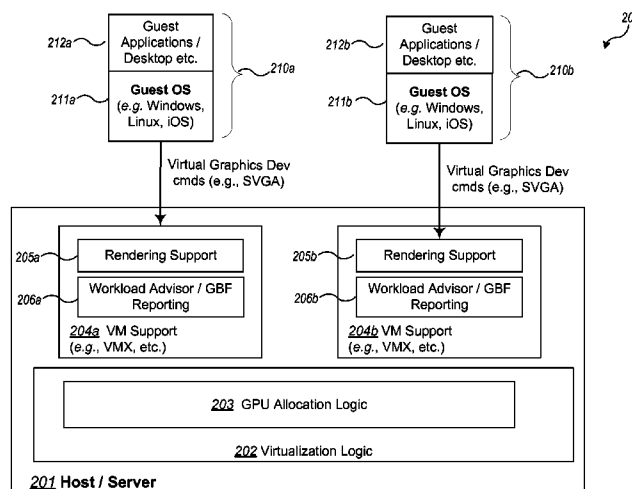 20
212a
Guest
Applications /
Desktop etc.
210a
211a
Guest OS
(e.g. Windows,
Linux, iOS)
212b
Guest
Applications /
Desktop etc.
210b
211b
Guest OS
(e.g. Windows,
Linux, iOS)
Virtual Graphics Dev
cmds (e.g., SVGA)
Virtual Graphics Dev
cmds (e.g., SVGA)
205a
Rendering Support
206a
Workload Advisor / GBF
Reporting
204a VM Support
(e.g., VMX, etc.)
205b
Rendering Support
206b
Workload Advisor / GBF
Reporting
204b VM Support
(e.g., VMX, etc.)
203 GPU Allocation Logic
202 Virtualization Logic
201 Host / Server